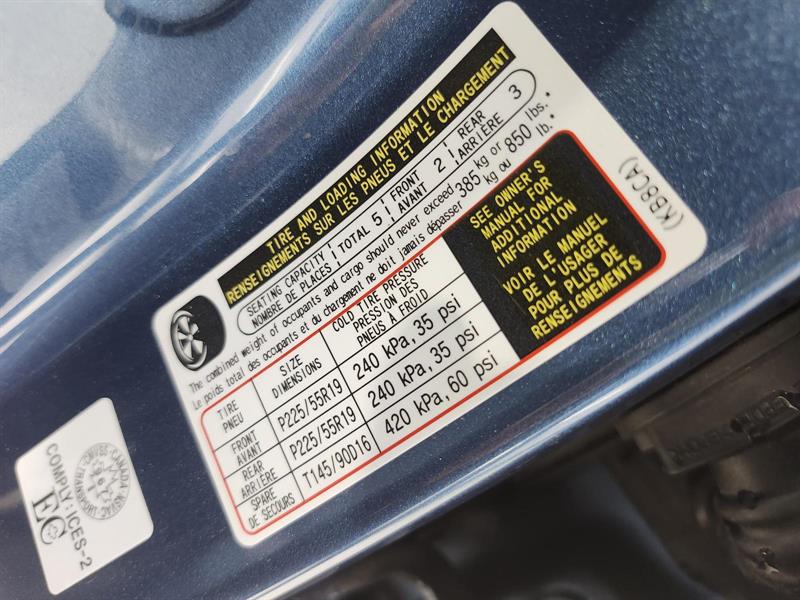 TIRE AND LOADING INFORMATION
RENSEIGNEMENTS SUR LES PNEUS ET LE CHARGEMENT
SEATING CAPACITY TOTAL 5 FRONT 2 REAR 3
NOMBRE DE PLACES AVANT ARRIÈRE
The combined weight of occupants and cargo should never exceed 385 kg or 850 lbs.
Le poids total des occupants et du chargement ne doit jamais dépasser kg ou lb.
TIRE
PNEU
SIZE
DIMENSIONS
COLD TIRE PRESSURE
PRESSION DES
PNEUS À FROID
FRONT
AVANT
P225/55R19
240 kPa, 35 psi
REAR
ARRIÈRE
P225/55R19
240 kPa, 35 psi
SPARE
DE SECOURS
T145/90D16
420 kPa, 60 psi
SEE OWNER'S
MANUAL FOR
ADDITIONAL
INFORMATION
VOIR LE MANUEL
DE L'USAGER
POUR PLUS DE
RENSEIGNEMENTS
(KB8CA)
COMPLY: ICES-2
EC
CANADA
TRANSPORT